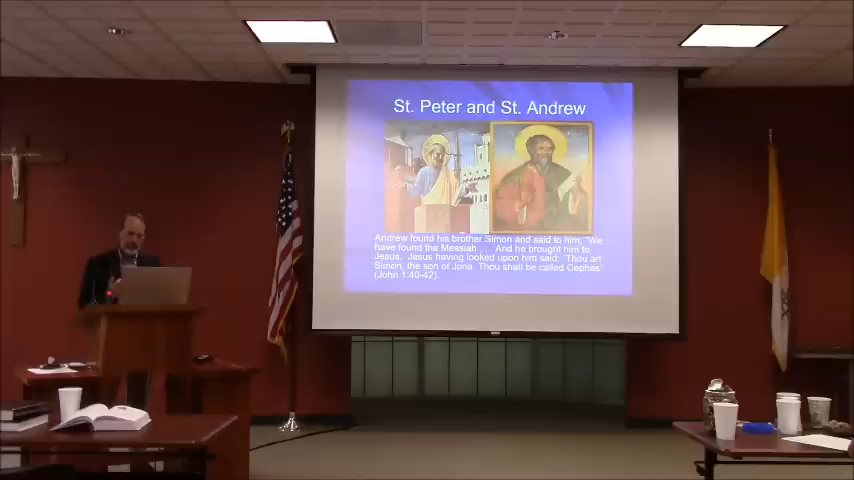 St. Peter and St. Andrew
Andrew found his brother Simon and said to him, "We
have found the Messiah . . . And he brought him to
Jesus. Jesus having looked upon him said: "Thou art
Simon, the son of Jona. Thou shall be called Cephas"
(John 1:40-42).